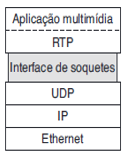 Aplicação multimídia
RTP
Interface de soquetes
UDP
IP
Ethernet